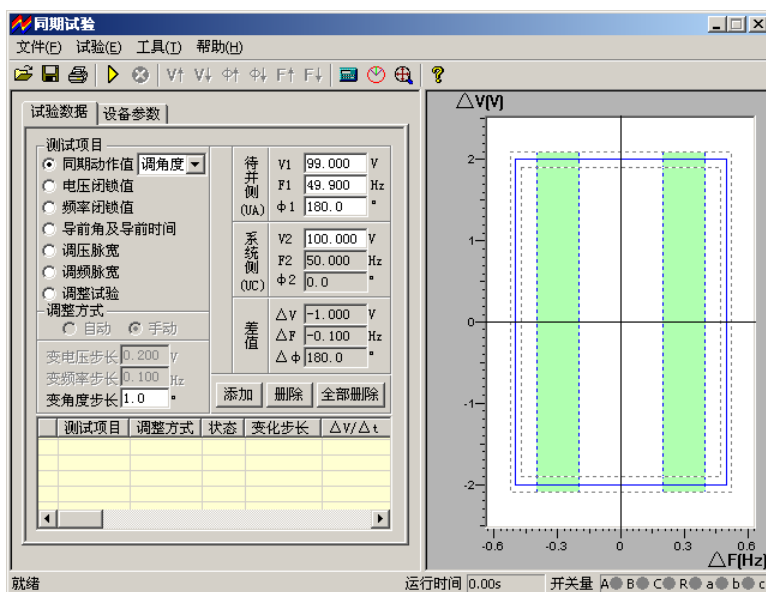 同期试验
文件(F) 试验(E) 工具(T) 帮助(H)
V↑ V↓ Φ↑ Φ↓ F↑ F↓
试验数据 设备参数
测试项目
同期动作值 调角度
电压闭锁值
频率闭锁值
导前角及导前时间
调压脉宽
调频脉宽
调整试验
调整方式
自动 手动
变电压步长 0.200 V
变频率步长 0.100 Hz
变角度步长 1.0 °
待并侧(UA)
V1 99.000 V
F1 49.900 Hz
Φ1 180.0 °
系统侧(UC)
V2 100.000 V
F2 50.000 Hz
Φ2 0.0 °
差值
△V -1.000 V
△F -0.100 Hz
△Φ 180.0 °
添加 删除 全部删除
测试项目 调整方式 状态 变化步长 △V/△t
△V(V)
2
1
0
-1
-2
-0.6 -0.3 0 0.3 0.6
△F(Hz)
就绪 运行时间 0.00s 开关量 A B C R a b c